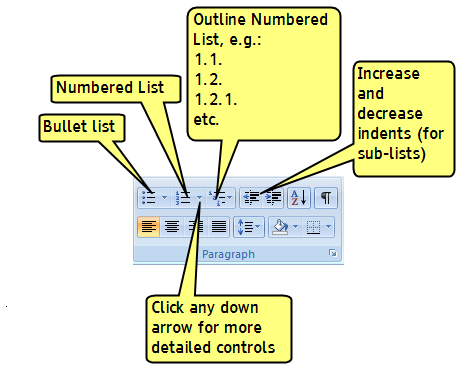 Outline Numbered
List, e.g.:
1.1.
1.2.
1.2.1.
etc.
Numbered List
Bullet list
Increase
and
decrease
indents (for
sub-lists)
Paragraph
Click any down
arrow for more
detailed controls